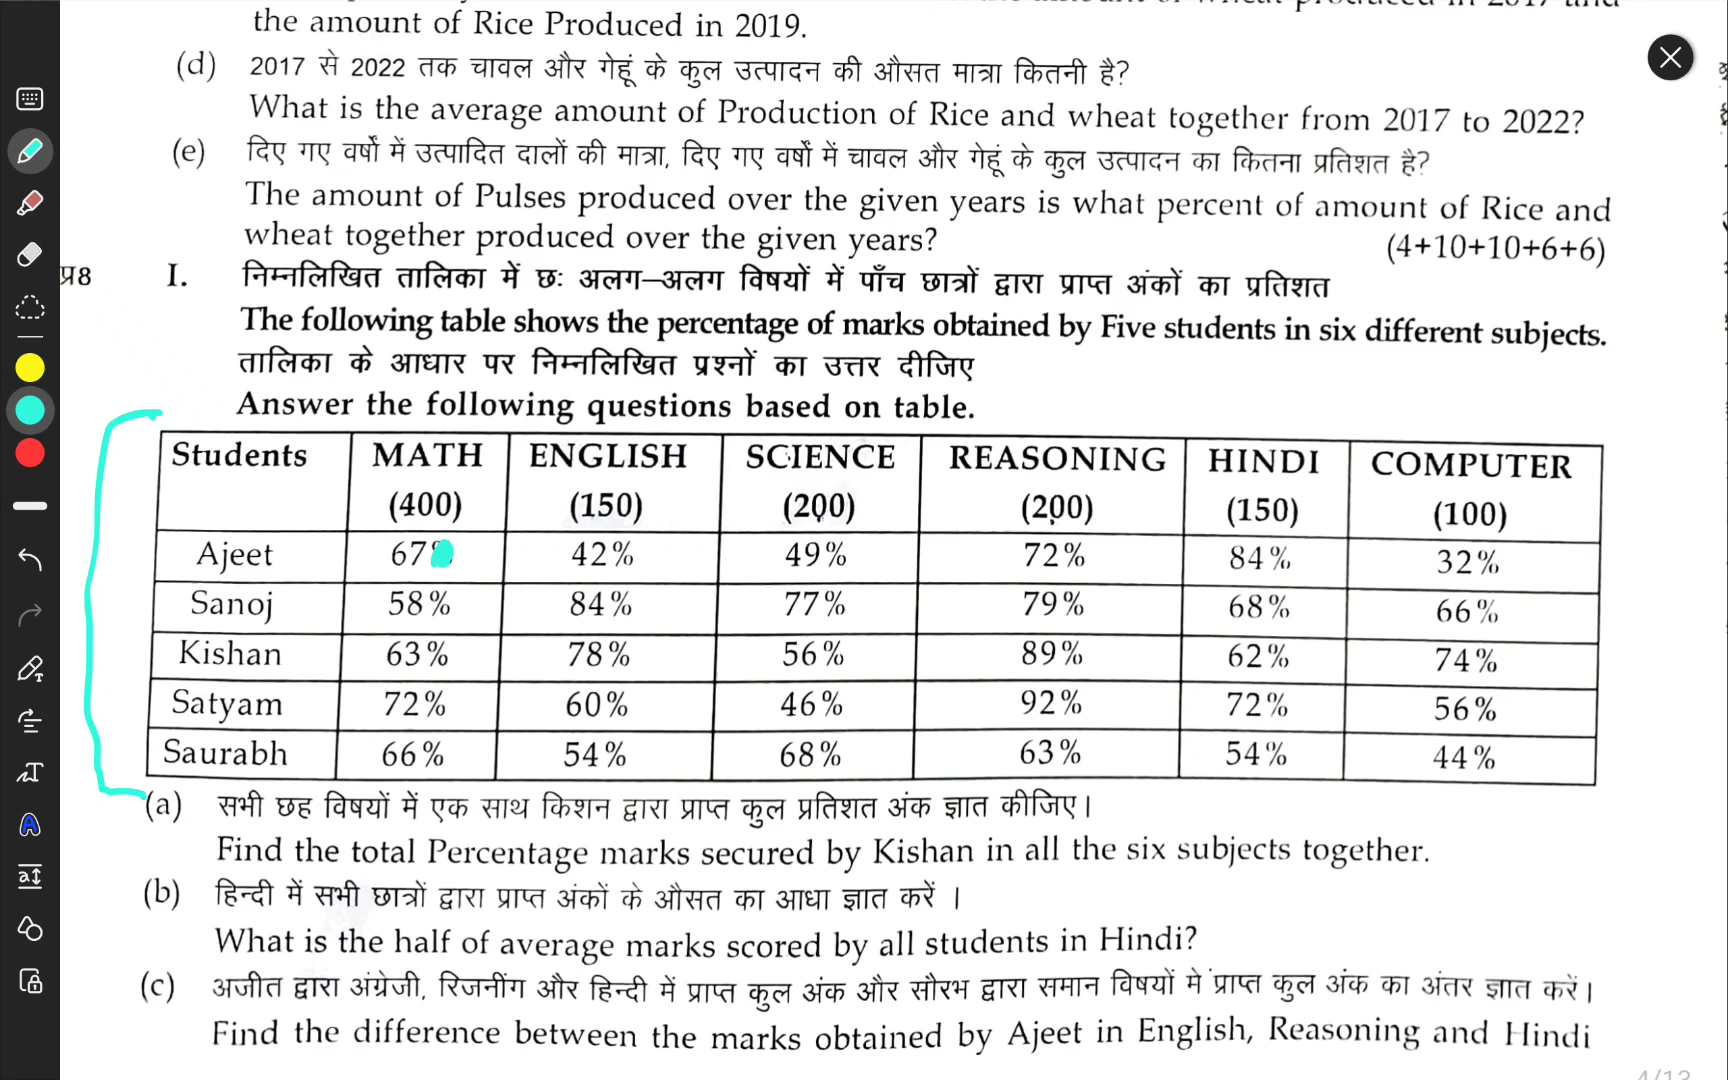 the amount of Rice Produced in 2019.
(d) 2017 से 2022 तक चावल और गेहूं के कुल उत्पादन की औसत मात्रा कितनी है?
What is the average amount of Production of Rice and wheat together from 2017 to 2022?
(e) दिए गए वर्षों में उत्पादित दालों की मात्रा, दिए गए वर्षों में चावल और गेहूं के कुल उत्पादन का कितना प्रतिशत है?
The amount of Pulses produced over the given years is what percent of amount of Rice and
wheat together produced over the given years? (4+10+10+6+6)
प्र8 I. निम्नलिखित तालिका में छः अलग–अलग विषयों में पाँच छात्रों द्वारा प्राप्त अंकों का प्रतिशत
The following table shows the percentage of marks obtained by Five students in six different subjects.
तालिका के आधार पर निम्नलिखित प्रश्नों का उत्तर दीजिए
Answer the following questions based on table.
Students MATH ENGLISH SCIENCE REASONING HINDI COMPUTER
(400) (150) (200) (200) (150) (100)
Ajeet 67 42% 49% 72% 84% 32%
Sanoj 58% 84% 77% 79% 68% 66%
Kishan 63% 78% 56% 89% 62% 74%
Satyam 72% 60% 46% 92% 72% 56%
Saurabh 66% 54% 68% 63% 54% 44%
(a) सभी छह विषयों में एक साथ किशन द्वारा प्राप्त कुल प्रतिशत अंक ज्ञात कीजिए।
Find the total Percentage marks secured by Kishan in all the six subjects together.
(b) हिन्दी में सभी छात्रों द्वारा प्राप्त अंकों के औसत का आधा ज्ञात करें ।
What is the half of average marks scored by all students in Hindi?
(c) अजीत द्वारा अंग्रेजी, रिजनींग और हिन्दी में प्राप्त कुल अंक और सौरभ द्वारा समान विषयों मे प्राप्त कुल अंक का अंतर ज्ञात करें।
Find the difference between the marks obtained by Ajeet in English, Reasoning and Hindi